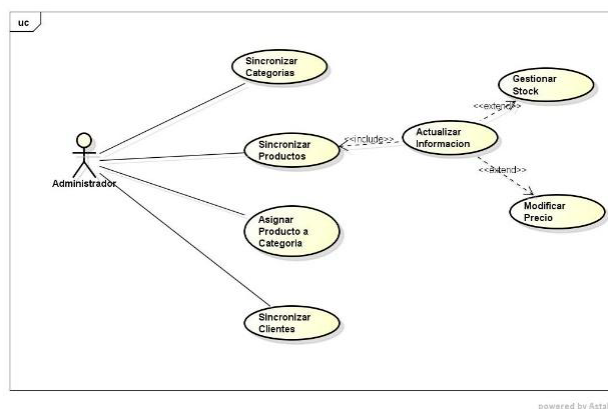 uc
Sincronizar
Categorias
Gestionar
Stock
<<extend>>
Sincronizar
Productos
<<include>>
Actualizar
Informacion
Administrador
<<extend>>
Asignar
Producto a
Categoria
Modificar
Precio
Sincronizar
Clientes
powered by